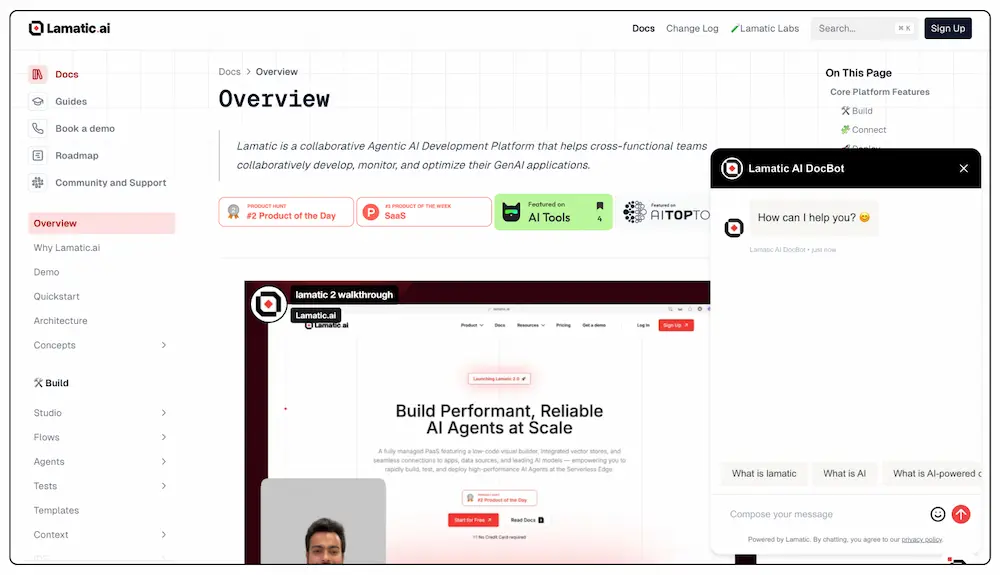 Lamatic.ai
Docs
Change Log
Lamatic Labs
Search...
⌘ K
Sign Up
Docs
Guides
Book a demo
Roadmap
Community and Support
Overview
Why Lamatic.ai
Demo
Quickstart
Architecture
Concepts
🛠 Build
Studio
Flows
Agents
Tests
Templates
Context
Docs > Overview
Overview
Lamatic is a collaborative Agentic AI Development Platform that helps cross-functional teams
collaboratively develop, monitor, and optimize their GenAI applications.
PRODUCT HUNT
#2 Product of the Day
#1 PRODUCT OF THE WEEK
SaaS
Featured on
AI Tools
4
Featured on
AITOPTO
lamatic 2 walkthrough
Lamatic.ai
Lamatic.ai
Product
Docs
Resources
Pricing
Get a demo
Log in
Sign Up
Launching Lamatic 2.0
Build Performant, Reliable
AI Agents at Scale
A fully managed PaaS featuring a low-code visual builder, integrated vector stores, and
seamless connections to apps, data sources, and leading AI models — empowering you to
rapidly build, test, and deploy high-performance AI Agents at the Serverless Edge.
PRODUCT HUNT
#2 Product of the Day
Start for Free
Read Docs
No Credit Card required
On This Page
Core Platform Features
🛠 Build
Connect
Deploy
Lamatic AI DocBot
How can I help you? 😊
Lamatic AI DocBot • just now
What is lamatic
What is AI
What is AI-powered
Compose your message
Powered by Lamatic. By chatting, you agree to our privacy policy.